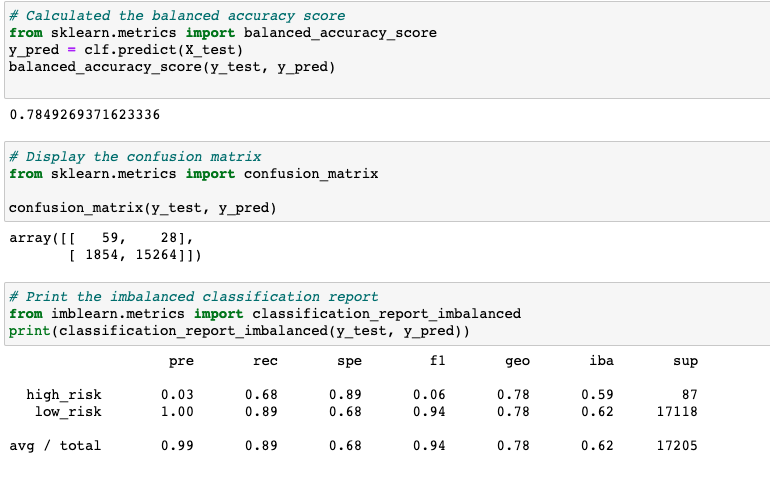 # Calculated the balanced accuracy score
from sklearn.metrics import balanced_accuracy_score
y_pred = clf.predict(X_test)
balanced_accuracy_score(y_test, y_pred)
0.7849269371623336
# Display the confusion matrix
from sklearn.metrics import confusion_matrix
confusion_matrix(y_test, y_pred)
array([[   59,    28],
       [ 1854, 15264]])
# Print the imbalanced classification report
from imblearn.metrics import classification_report_imbalanced
print(classification_report_imbalanced(y_test, y_pred))
                   pre       rec       spe        f1       geo       iba       sup
  high_risk       0.03      0.68      0.89      0.06      0.78      0.59        87
   low_risk       1.00      0.89      0.68      0.94      0.78      0.62     17118
avg / total       0.99      0.89      0.68      0.94      0.78      0.62     17205